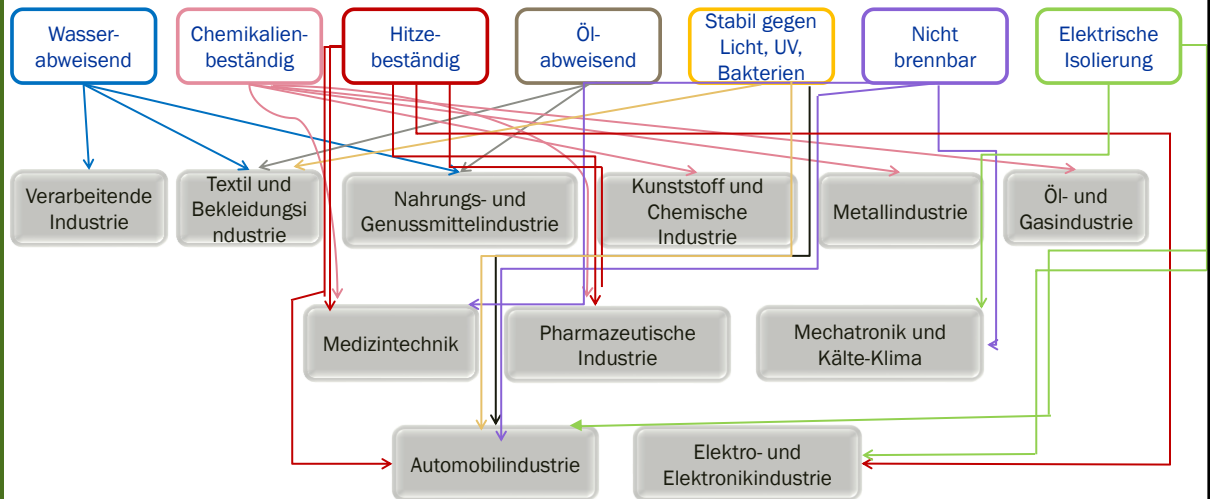 Wasser-
abweisend
Chemikalien-
beständig
Hitze-
beständig
Öl-
abweisend
Stabil gegen
Licht, UV,
Bakterien
Nicht
brennbar
Elektrische
Isolierung
Verarbeitende
Industrie
Textil und
Bekleidungsi
ndustrie
Nahrungs- und
Genussmittelindustrie
Kunststoff und
Chemische
Industrie
Metallindustrie
Öl- und
Gasindustrie
Medizintechnik
Pharmazeutische
Industrie
Mechatronik und
Kälte-Klima
Automobilindustrie
Elektro- und
Elektronikindustrie